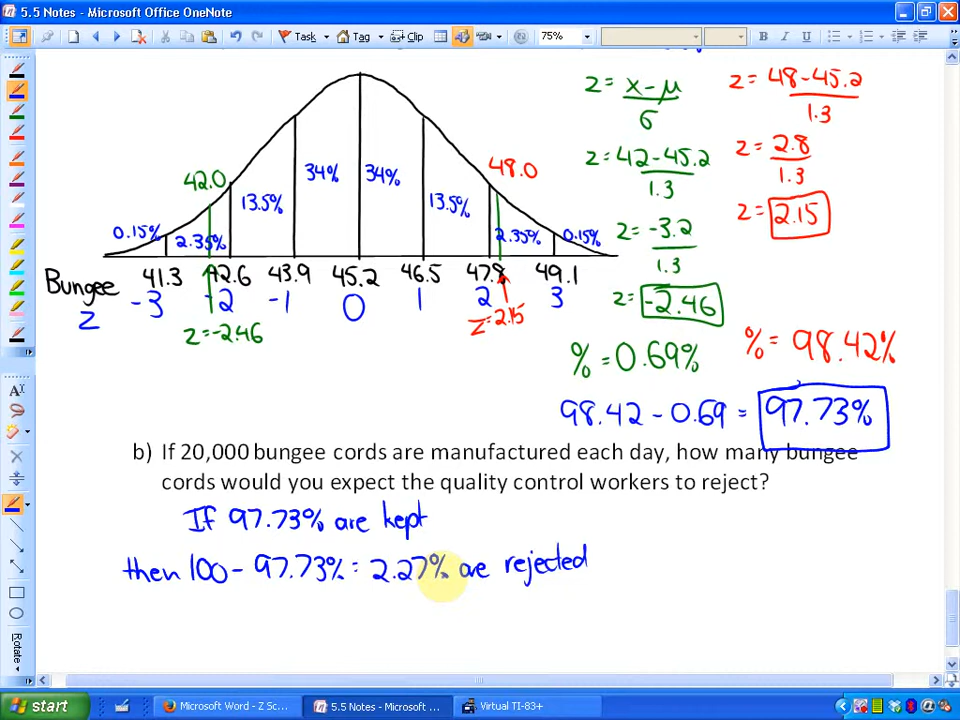 5.5 Notes - Microsoft Office OneNote
Task
Tag
75%
B I U
z = x - μ / σ
z = 42 - 45.2 / 1.3
z = -3.2 / 1.3
z = -2.46
% = 0.69%
z = 48 - 45.2 / 1.3
z = 2.8 / 1.3
z = 2.15
% = 98.42%
98.42 - 0.69 = 97.73%
42.0
48.0
0.15% 2.35% 13.5% 34% 34% 13.5% 2.35% 0.15%
Bungee 41.3 42.6 43.9 45.2 46.5 47.8 49.1
z -3 -2 -1 0 1 2 3
z=-2.46
z=2.15
b) If 20,000 bungee cords are manufactured each day, how many bungee
cords would you expect the quality control workers to reject?
If 97.73% are kept
then 100 - 97.73% = 2.27% are rejected
A
Rotate
start
Microsoft Word - Z Sc...
5.5 Notes - Microsoft ...
Virtual TI-83+